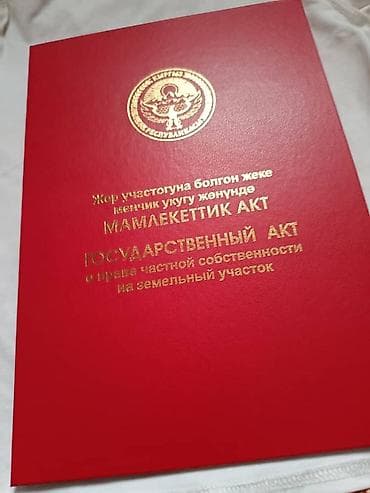 Жер участогуна болгон жеке
менчик укугу жөнүндө
МАМЛЕКЕТТИК АКТ
ГОСУДАРСТВЕННЫЙ АКТ
о праве частной собственности
на земельный участок